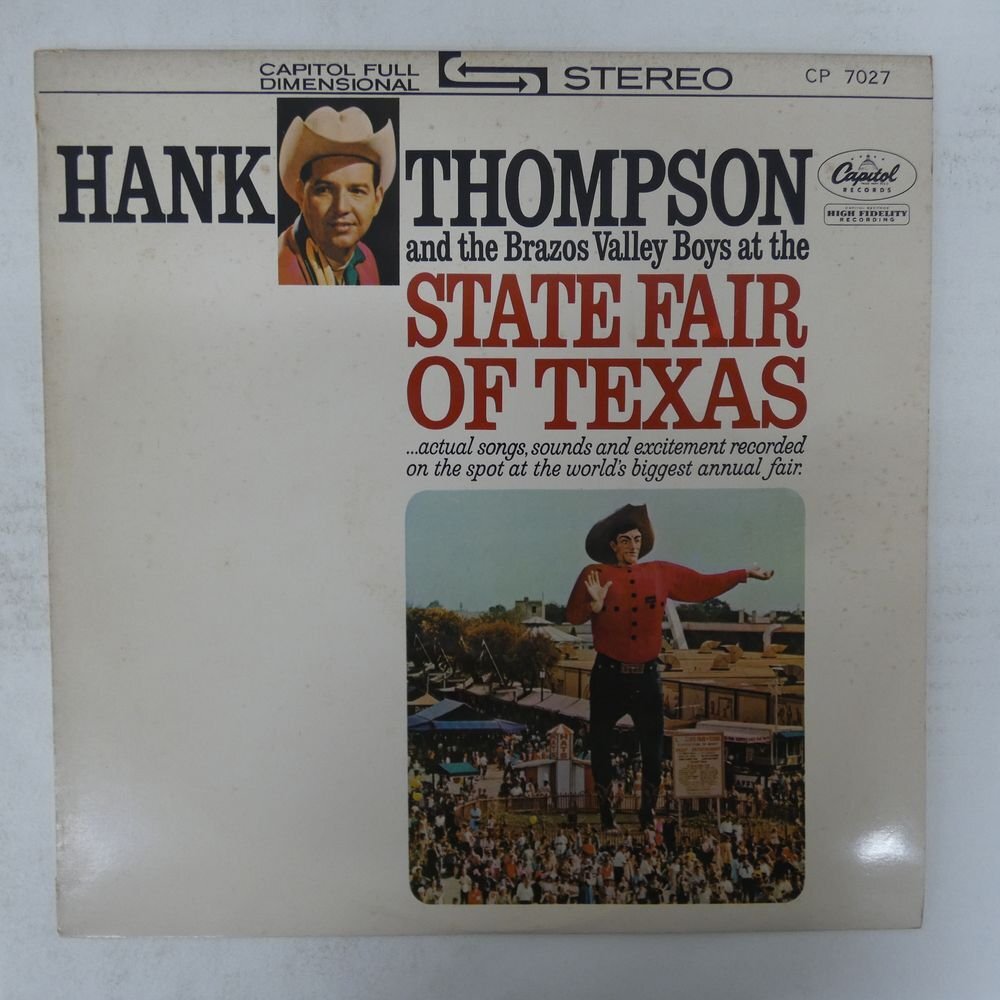 CAPITOL FULL
DIMENSIONAL
STEREO
CP 7027
HANK THOMPSON
and the Brazos Valley Boys at the
STATE FAIR
OF TEXAS
...actual songs, sounds and excitement recorded
on the spot at the world's biggest annual fair.
Capitol
RECORDS
HIGH FIDELITY
RECORDING
HATS